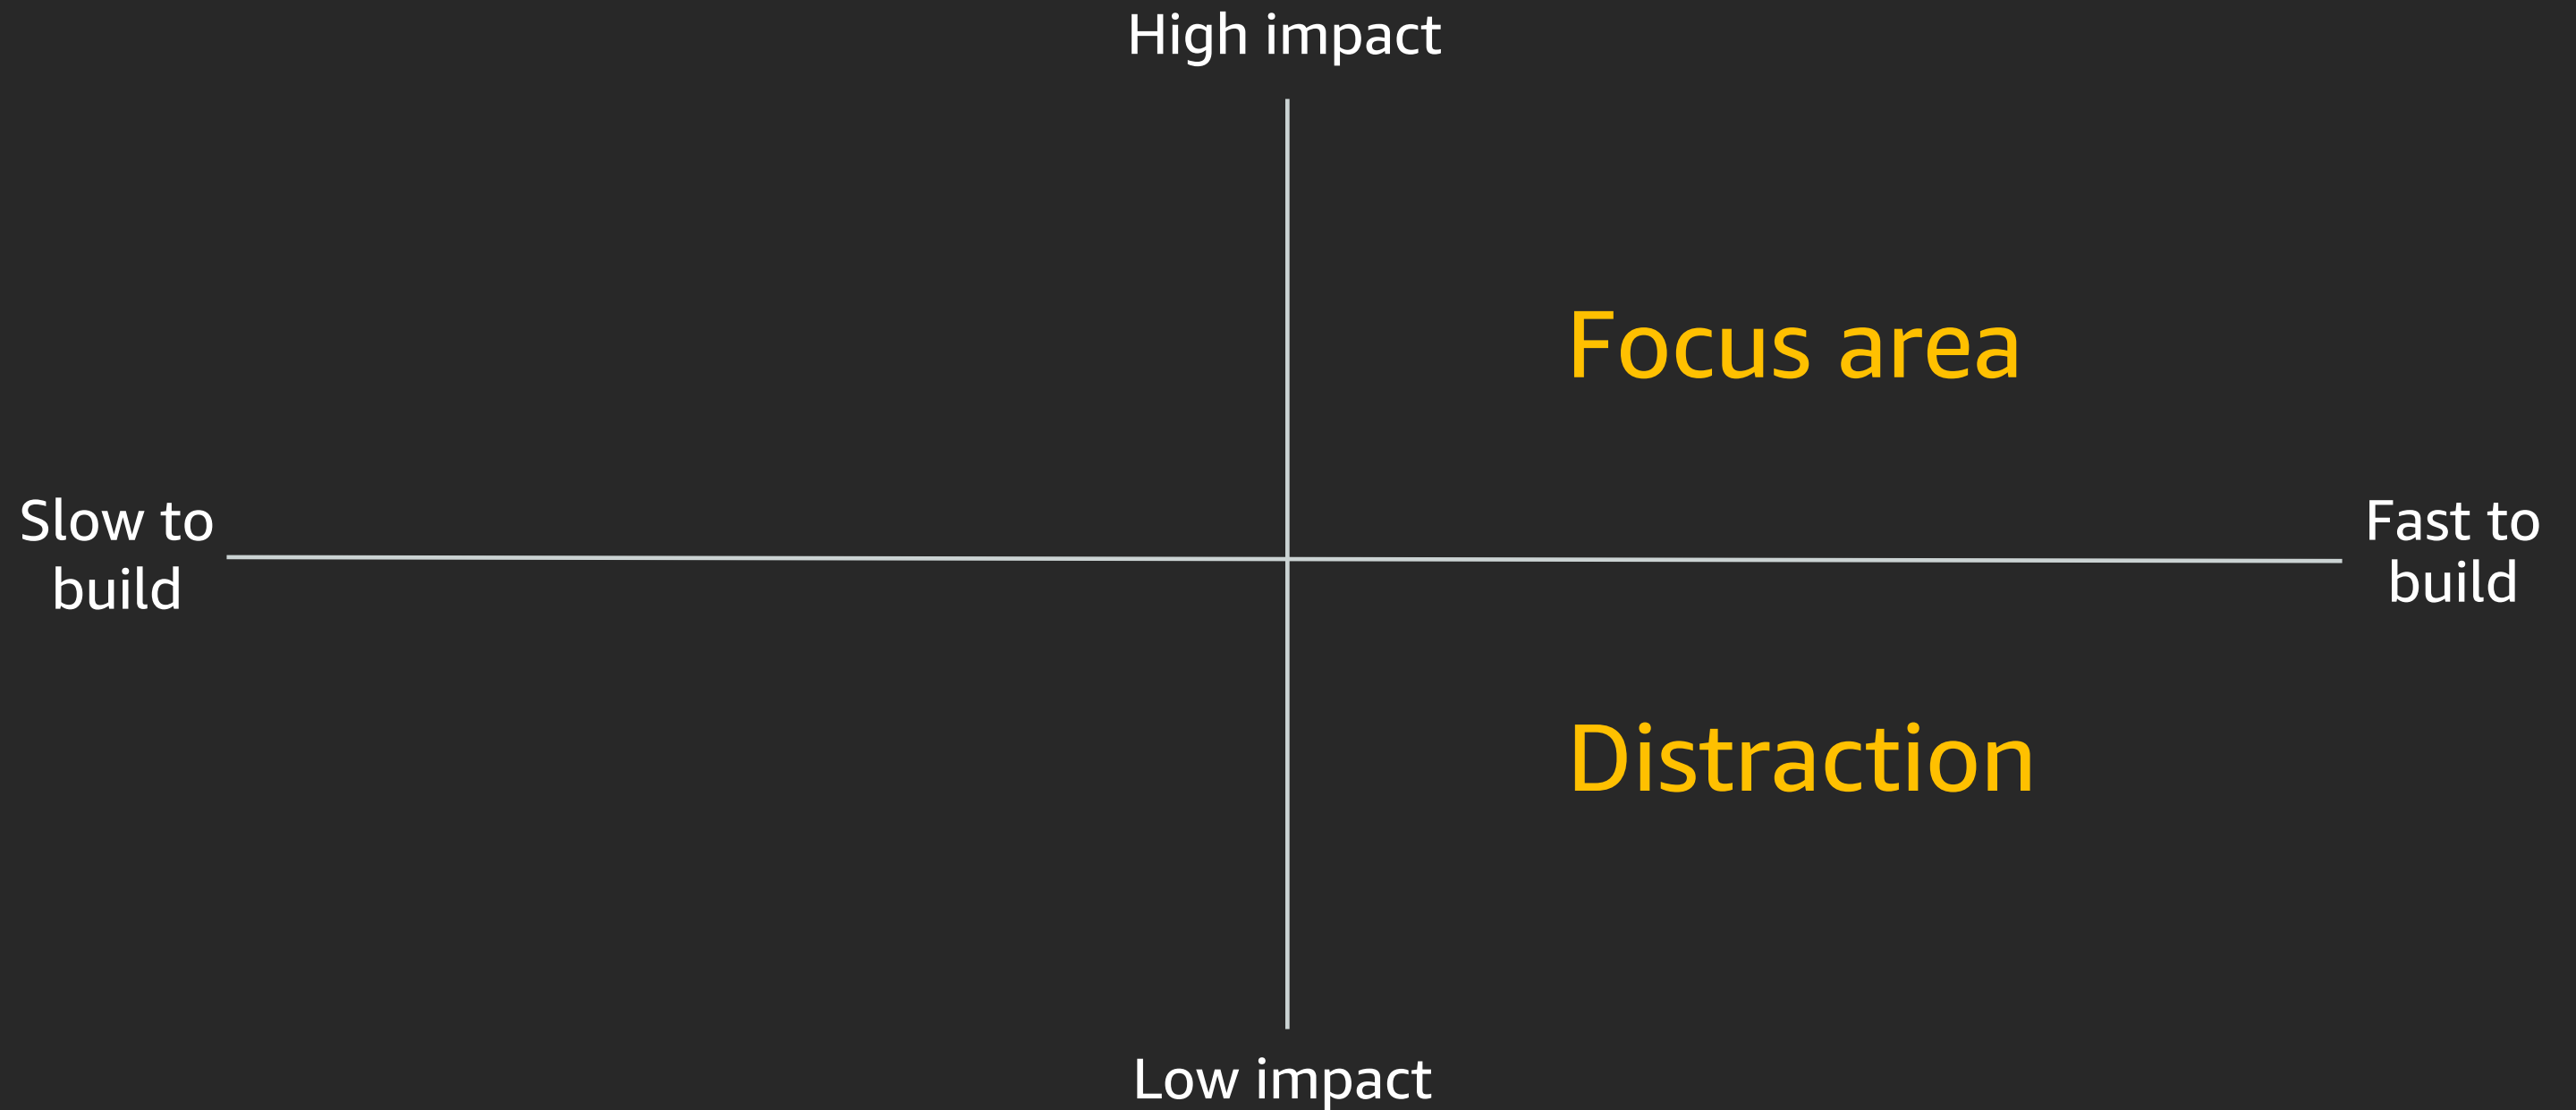 High impact
Focus area
Slow to
build
Fast to
build
Distraction
Low impact